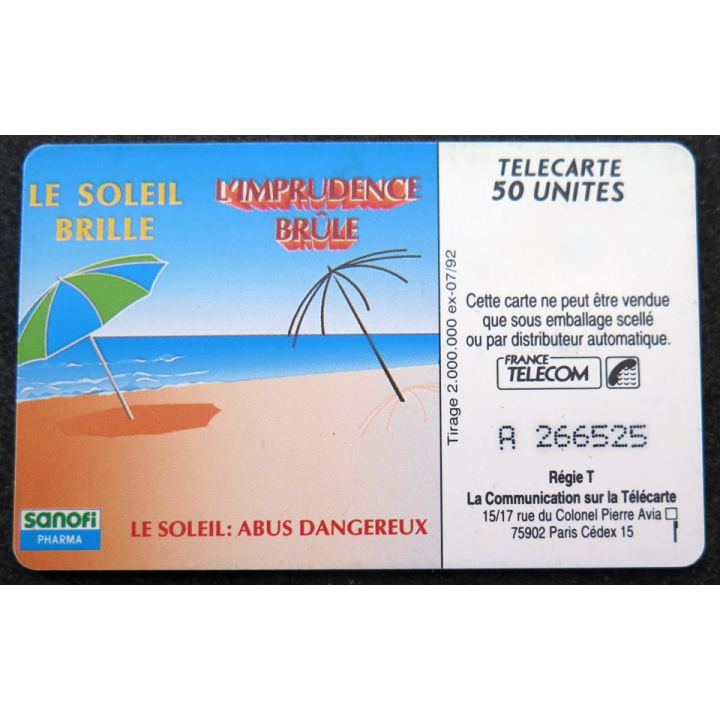 LE SOLEIL
BRILLE
L'IMPRUDENCE
BRÛLE
sanofi
PHARMA
LE SOLEIL: ABUS DANGEREUX
Tirage 2.000.000 ex-07/92
TELECARTE
50 UNITES
Cette carte ne peut être vendue
que sous emballage scellé
ou par distributeur automatique.
FRANCE
TELECOM
A 266525
Régie T
La Communication sur la Télécarte
15/17 rue du Colonel Pierre Avia
75902 Paris Cédex 15